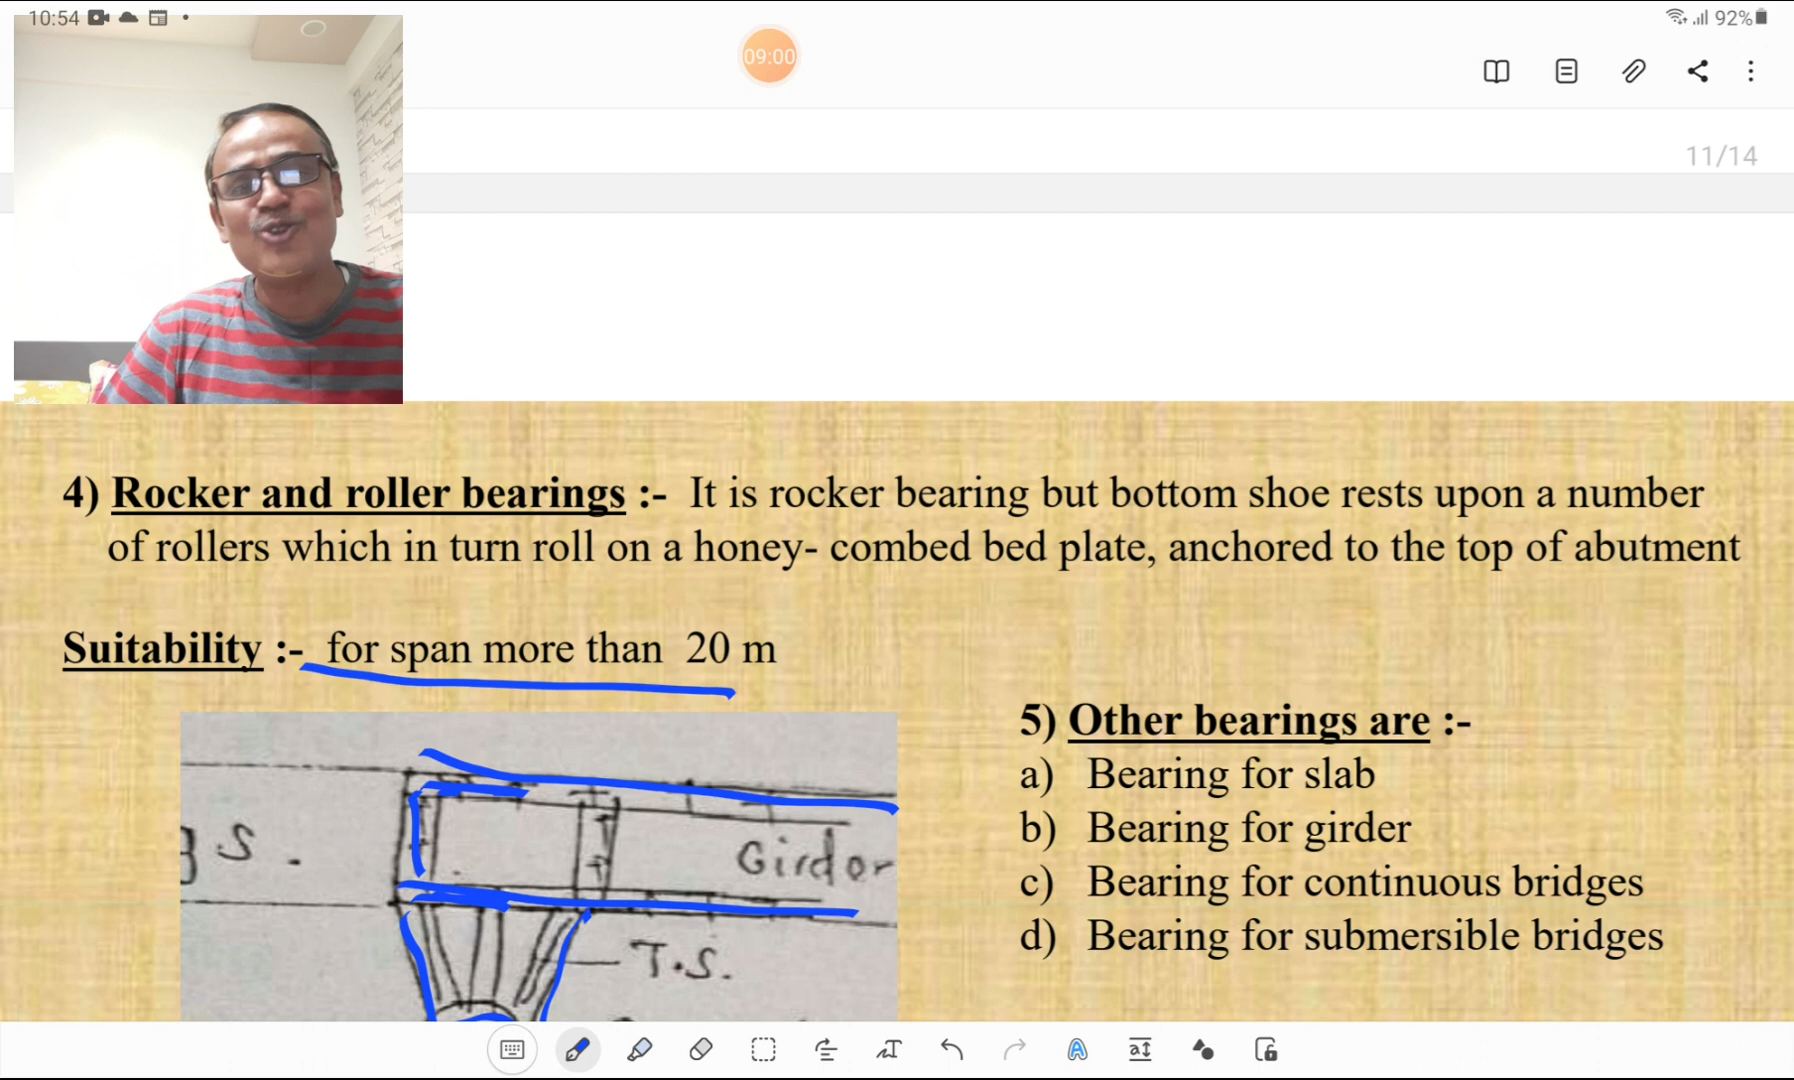 10:54
92%
09:00
11/14
4) Rocker and roller bearings :- It is rocker bearing but bottom shoe rests upon a number
of rollers which in turn roll on a honey- combed bed plate, anchored to the top of abutment
Suitability :- for span more than 20 m
S.
Girder
T.S.
5) Other bearings are :-
a) Bearing for slab
b) Bearing for girder
c) Bearing for continuous bridges
d) Bearing for submersible bridges